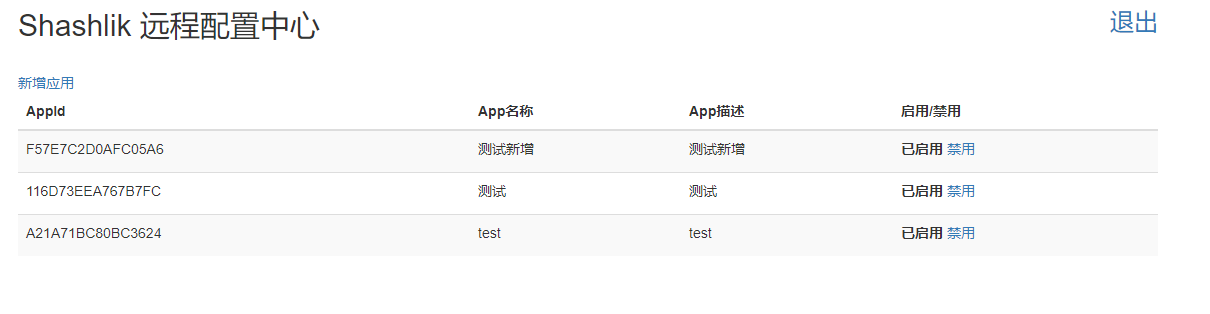 Shashlik 远程配置中心
退出
新增应用
AppId App名称 App描述 启用/禁用
F57E7C2D0AFC05A6 测试新增 测试新增 已启用 禁用
116D73EEA767B7FC 测试 测试 已启用 禁用
A21A71BC80BC3624 test test 已启用 禁用